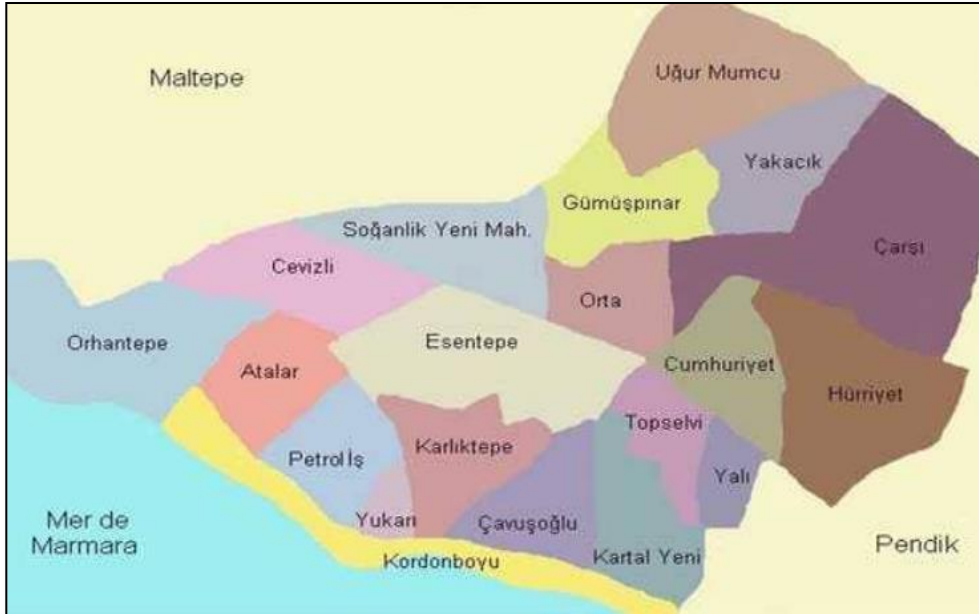 Maltepe
Uğur Mumcu
Yakacık
Gümüşpınar
Soğanlik Yeni Mah.
Çarşı
Cevizli
Orta
Orhantepe
Esentepe
Atalar
Cumhuriyet
Hürriyet
Topselvi
Karlıktepe
Petrol İş
Yalı
Yukarı
Çavuşoğlu
Mer de
Marmara
Kordonboyu
Kartal Yeni
Pendik